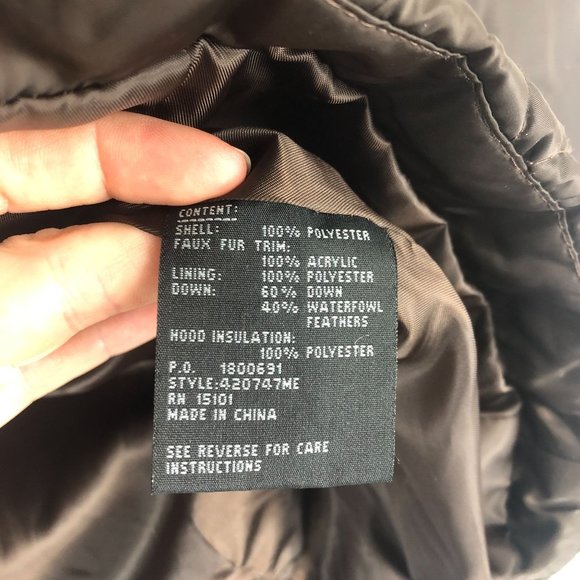 CONTENT:
SHELL: 100% POLYESTER
FAUX FUR TRIM:
100% ACRYLIC
LINING: 100% POLYESTER
DOWN: 60% DOWN
40% WATERFOWL
FEATHERS
HOOD INSULATION:
100% POLYESTER
P.O. 1800691
STYLE:420747ME
RN 15101
MADE IN CHINA
SEE REVERSE FOR CARE
INSTRUCTIONS